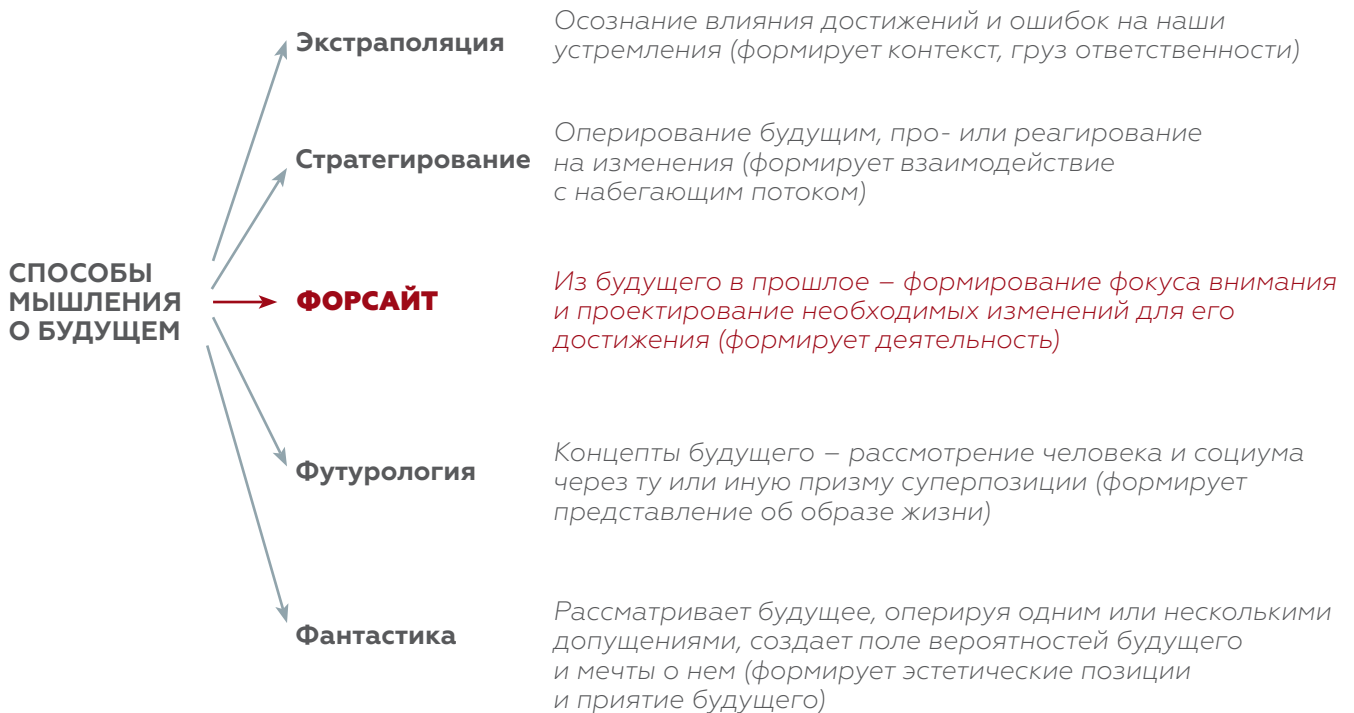 Экстраполяция
Осознание влияния достижений и ошибок на наши
устремления (формирует контекст, груз ответственности)
Стратегирование
Оперирование будущим, про- или реагирование
на изменения (формирует взаимодействие
с набегающим потоком)
СПОСОБЫ
МЫШЛЕНИЯ
О БУДУЩЕМ
ФОРСАЙТ
Из будущего в прошлое – формирование фокуса внимания
и проектирование необходимых изменений для его
достижения (формирует деятельность)
Футурология
Концепты будущего – рассмотрение человека и социума
через ту или иную призму суперпозиции (формирует
представление об образе жизни)
Фантастика
Рассматривает будущее, оперируя одним или несколькими
допущениями, создает поле вероятностей будущего
и мечты о нем (формирует эстетические позиции
и приятие будущего)